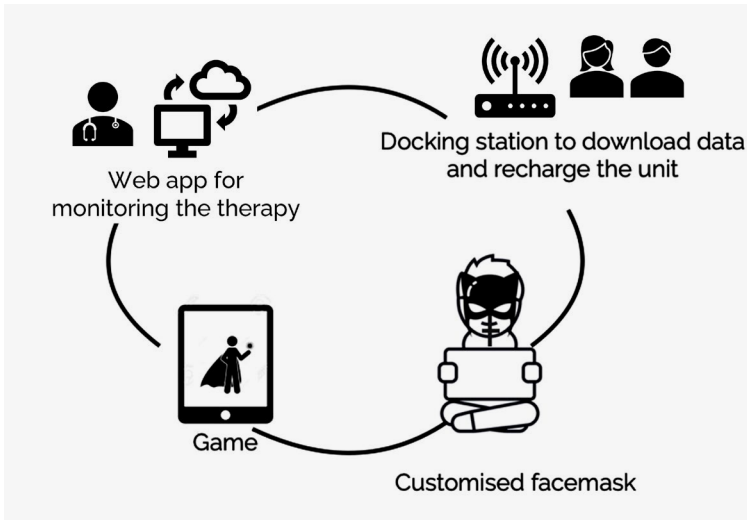 Docking station to download data
and recharge the unit
Web app for
monitoring the therapy
Game
Customised facemask